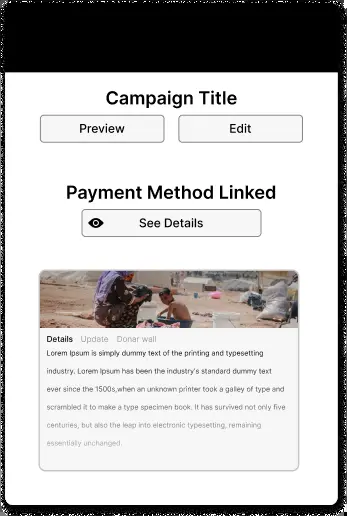 Campaign Title
Preview Edit
Payment Method Linked
See Details
Details Update Donar wall
Lorem Ipsum is simply dummy text of the printing and typesetting
industry. Lorem Ipsum has been the industry's standard dummy text
ever since the 1500s,when an unknown printer took a galley of type and
scrambled it to make a type specimen book. It has survived not only five
centuries, but also the leap into electronic typesetting, remaining
essentially unchanged.